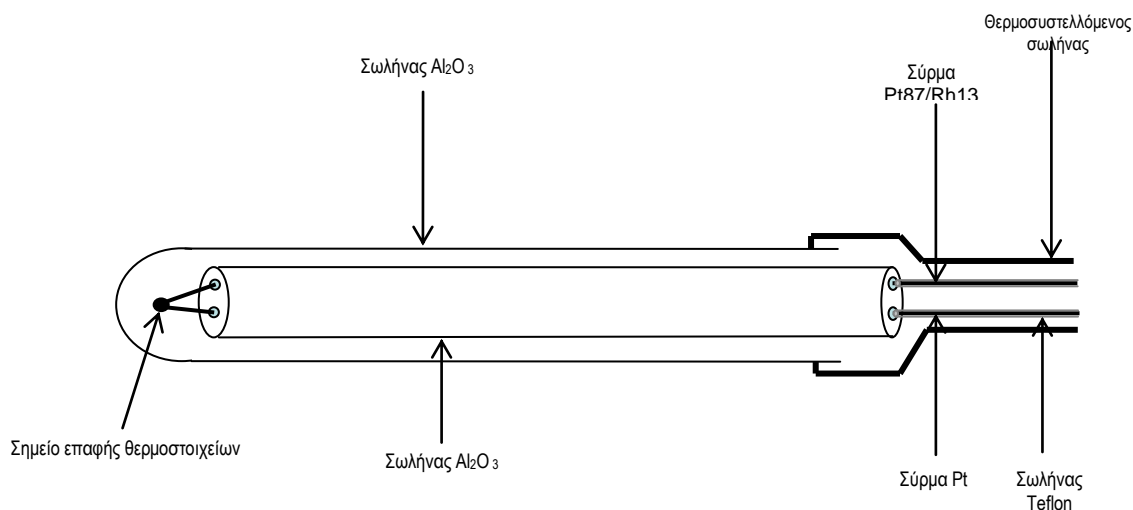 Θερμοσυστελλόμενος
σωλήνας
Σωλήνας Al2O3
Σύρμα
Pt87/Rh13
Σημείο επαφής θερμοστοιχείων
Σωλήνας Al2O3
Σύρμα Pt
Σωλήνας
Teflon